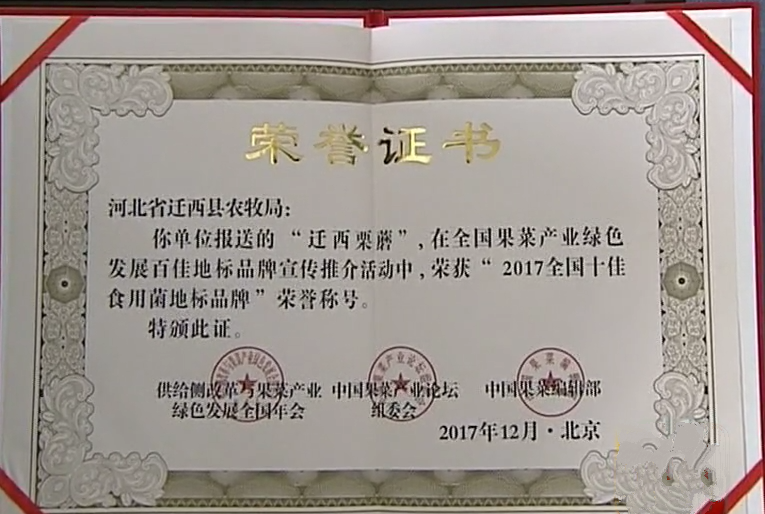 荣誉证书
河北省迁西县农牧局：
你单位报送的“迁西栗蘑”，在全国果菜产业绿色
发展百佳地标品牌宣传推介活动中，荣获“2017全国十佳
食用菌地标品牌”荣誉称号。
特颁此证。
供给侧改革与果菜产业 中国果菜产业论坛 中国果菜编辑部
绿色发展全国年会 组委会
2017年12月·北京